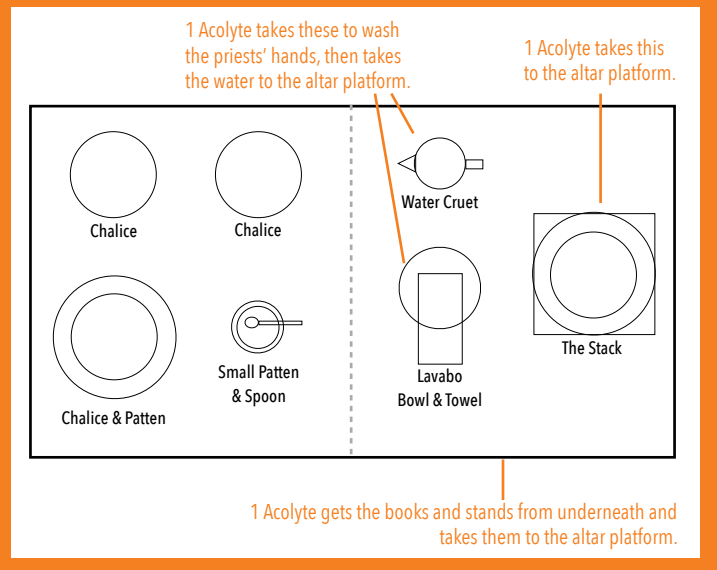 1 Acolyte takes these to wash
the priests’ hands, then takes
the water to the altar platform.
1 Acolyte takes this
to the altar platform.
Chalice
Chalice
Water Cruet
Chalice & Patten
Small Patten
& Spoon
Lavabo
Bowl & Towel
The Stack
1 Acolyte gets the books and stands from underneath and
takes them to the altar platform.